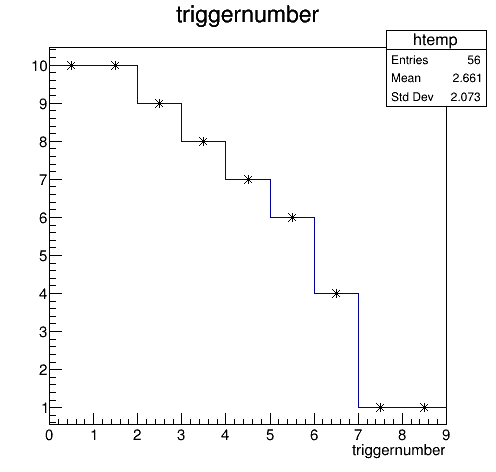 triggernumber
htemp
Entries 56
Mean 2.661
Std Dev 2.073
10
9
8
7
6
5
4
3
2
1
0 1 2 3 4 5 6 7 8 9
triggernumber